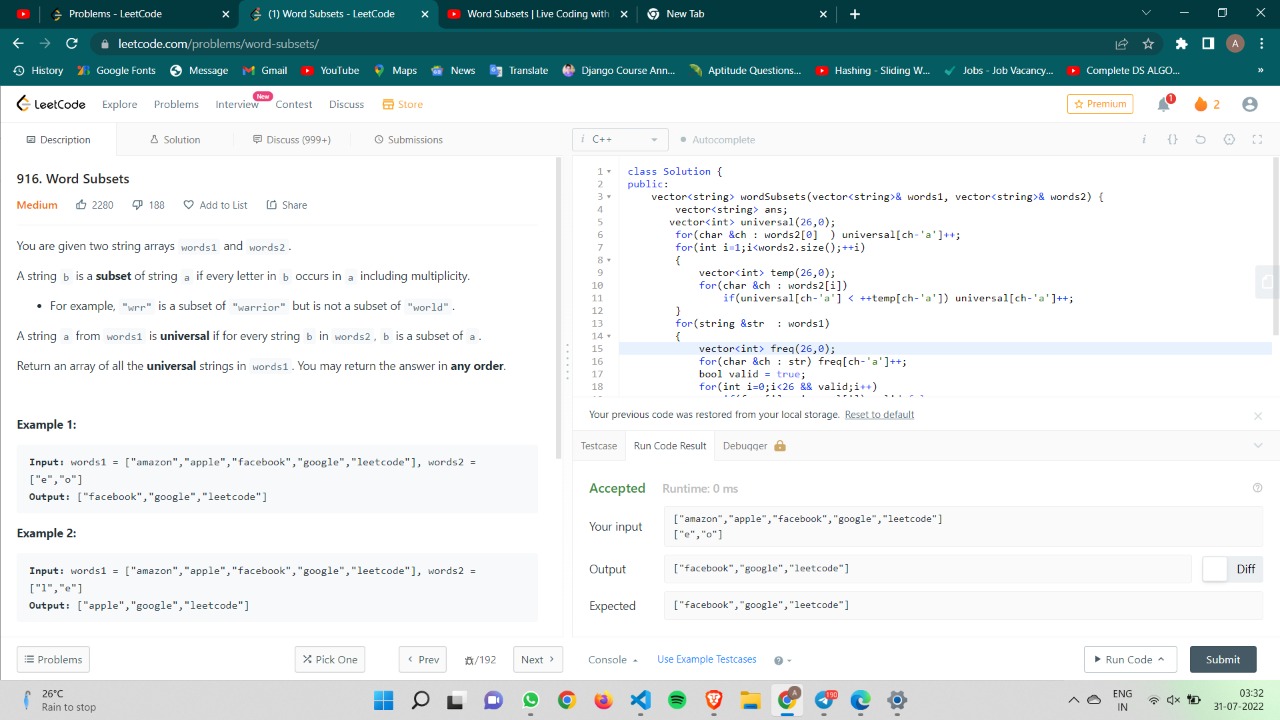 Problems - LeetCode
(1) Word Subsets - LeetCode
Word Subsets | Live Coding with
New Tab
leetcode.com/problems/word-subsets/
A
History
Google Fonts
Message
Gmail
YouTube
Maps
News
Translate
Django Course Ann...
Aptitude Questions...
Hashing - Sliding W...
Jobs - Job Vacancy...
Complete DS ALGO...
»
LeetCode
Explore
Problems
Interview
New
Contest
Discuss
Store
Premium
1
2
Description
Solution
Discuss (999+)
Submissions
i C++
Autocomplete
916. Word Subsets
Medium
2280
188
Add to List
Share
You are given two string arrays words1 and words2.
A string b is a subset of string a if every letter in b occurs in a including multiplicity.
• For example, "wrr" is a subset of "warrior" but is not a subset of "world".
A string a from words1 is universal if for every string b in words2, b is a subset of a.
Return an array of all the universal strings in words1. You may return the answer in any order.
Example 1:
Input: words1 = ["amazon","apple","facebook","google","leetcode"], words2 =
["e","o"]
Output: ["facebook","google","leetcode"]
Example 2:
Input: words1 = ["amazon","apple","facebook","google","leetcode"], words2 =
["l","e"]
Output: ["apple","google","leetcode"]
1 class Solution {
2 public:
3 vector<string> wordSubsets(vector<string>& words1, vector<string>& words2) {
4 vector<string> ans;
5 vector<int> universal(26,0);
6 for(char &ch : words2[0] ) universal[ch-'a']++;
7 for(int i=1;i<words2.size();++i)
8 {
9 vector<int> temp(26,0);
10 for(char &ch : words2[i])
11 if(universal[ch-'a'] < ++temp[ch-'a']) universal[ch-'a']++;
12 }
13 for(string &str : words1)
14 {
15 vector<int> freq(26,0);
16 for(char &ch : str) freq[ch-'a']++;
17 bool valid = true;
18 for(int i=0;i<26 && valid;i++)
Your previous code was restored from your local storage. Reset to default
Testcase
Run Code Result
Debugger
Accepted
Runtime: 0 ms
Your input
["amazon","apple","facebook","google","leetcode"]
["e","o"]
Output
["facebook","google","leetcode"]
Diff
Expected
["facebook","google","leetcode"]
Problems
Pick One
Prev
/192
Next
Console
Use Example Testcases
Run Code
Submit
26°C
Rain to stop
A
190
ENG
IN
03:32
31-07-2022